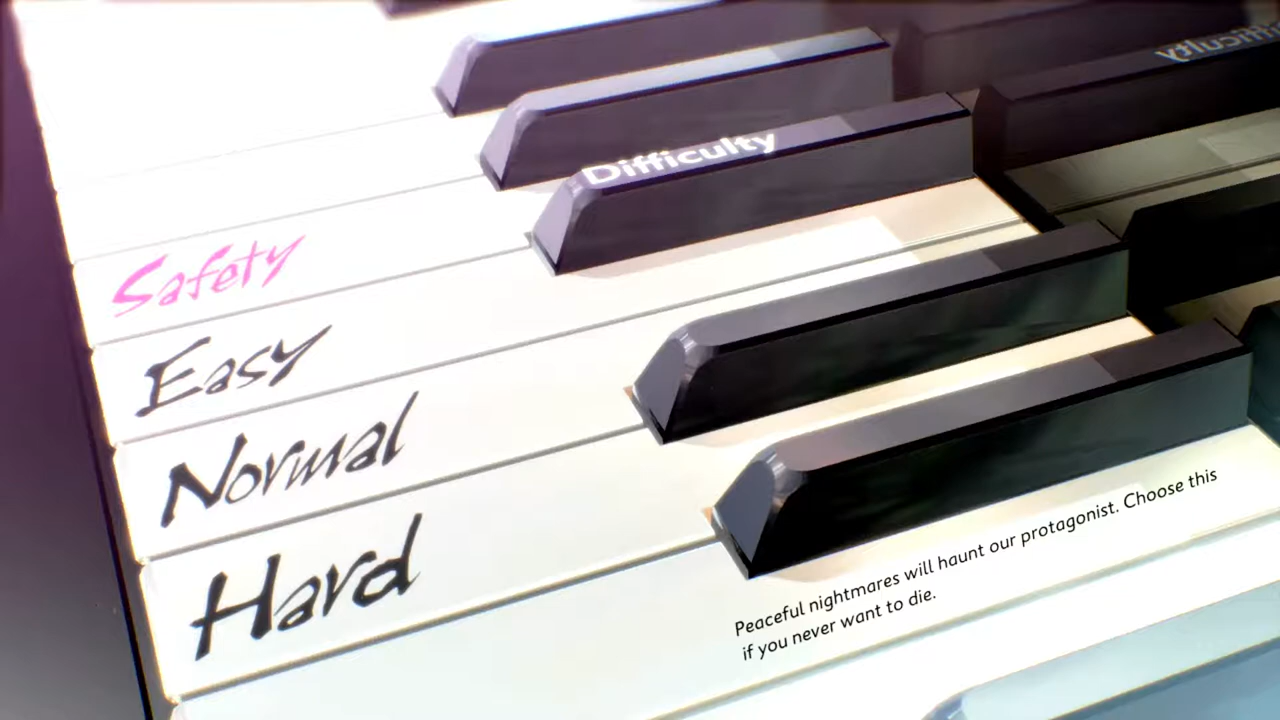 Difficulty
Difficulty
Safety
Easy
Normal
Hard
Peaceful nightmares will haunt our protagonist. Choose this
if you never want to die.